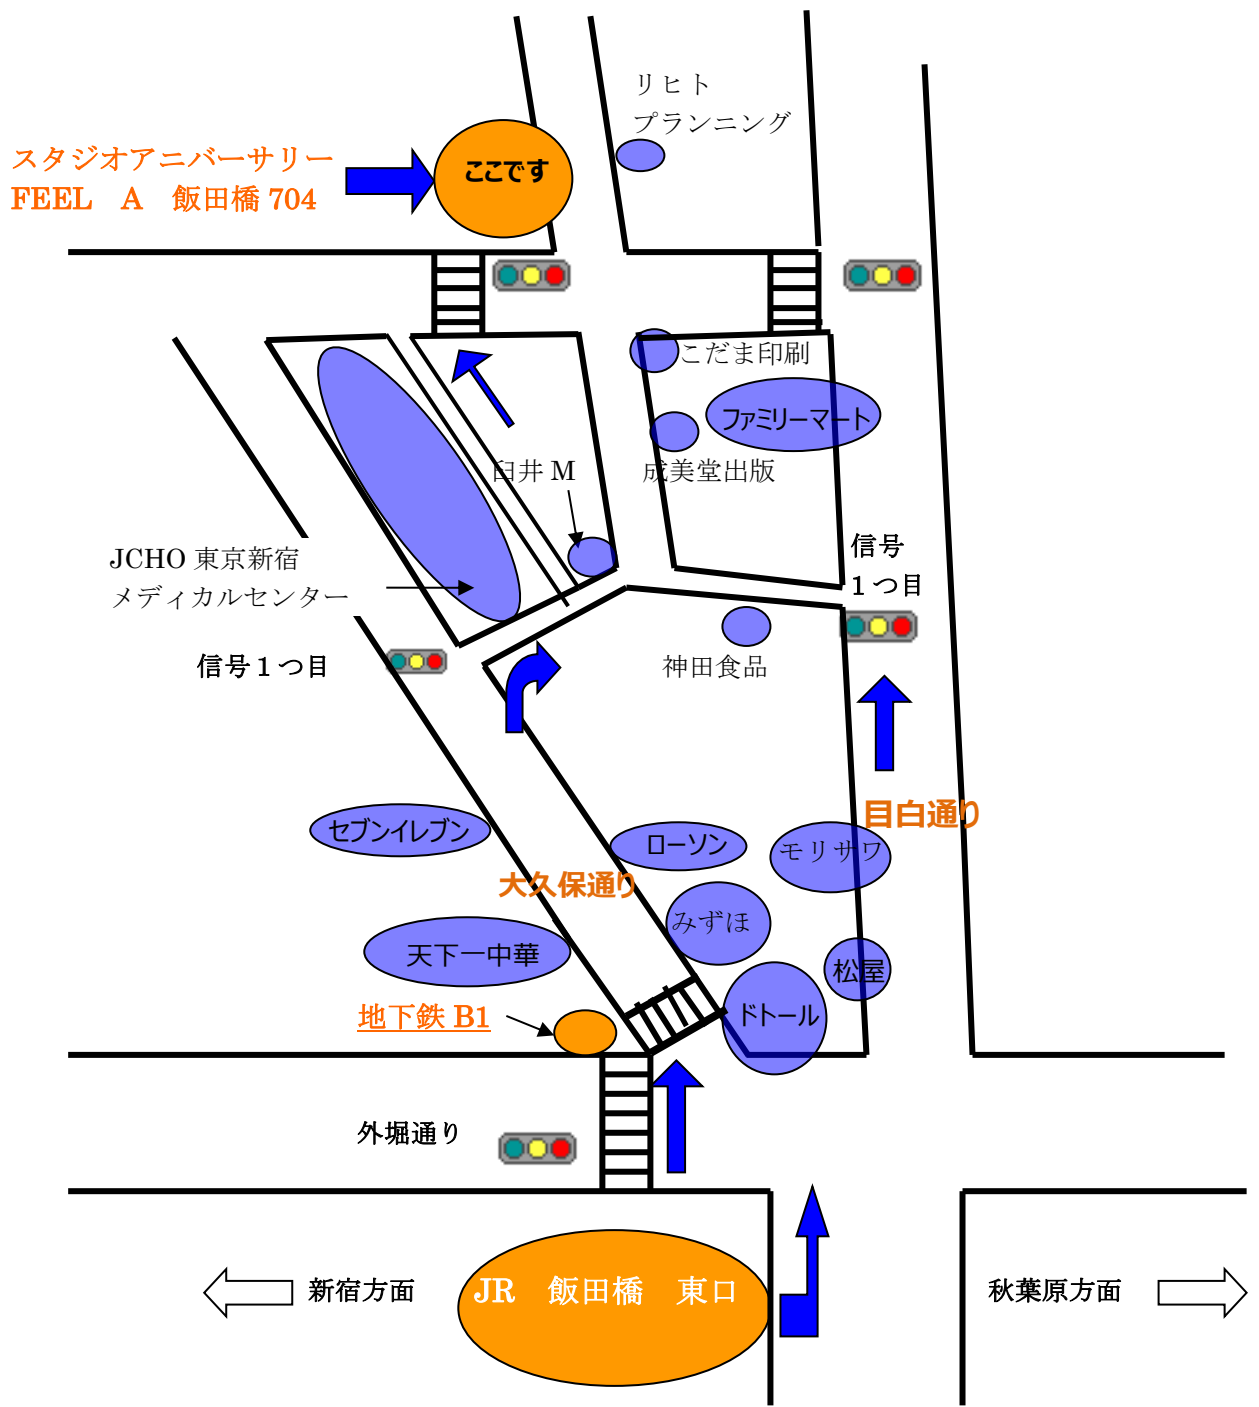 リヒト
プランニング
スタジオアニバーサリー
FEEL　A　飯田橋 704
ここです
こだま印刷
ファミリーマート
臼井 M
成美堂出版
JCHO 東京新宿
メディカルセンター
信号
１つ目
信号１つ目
神田食品
目白通り
セブンイレブン
ローソン
モリサワ
大久保通り
みずほ
天下一中華
松屋
地下鉄 B1
ドトール
外堀通り
新宿方面
JR　飯田橋　東口
秋葉原方面